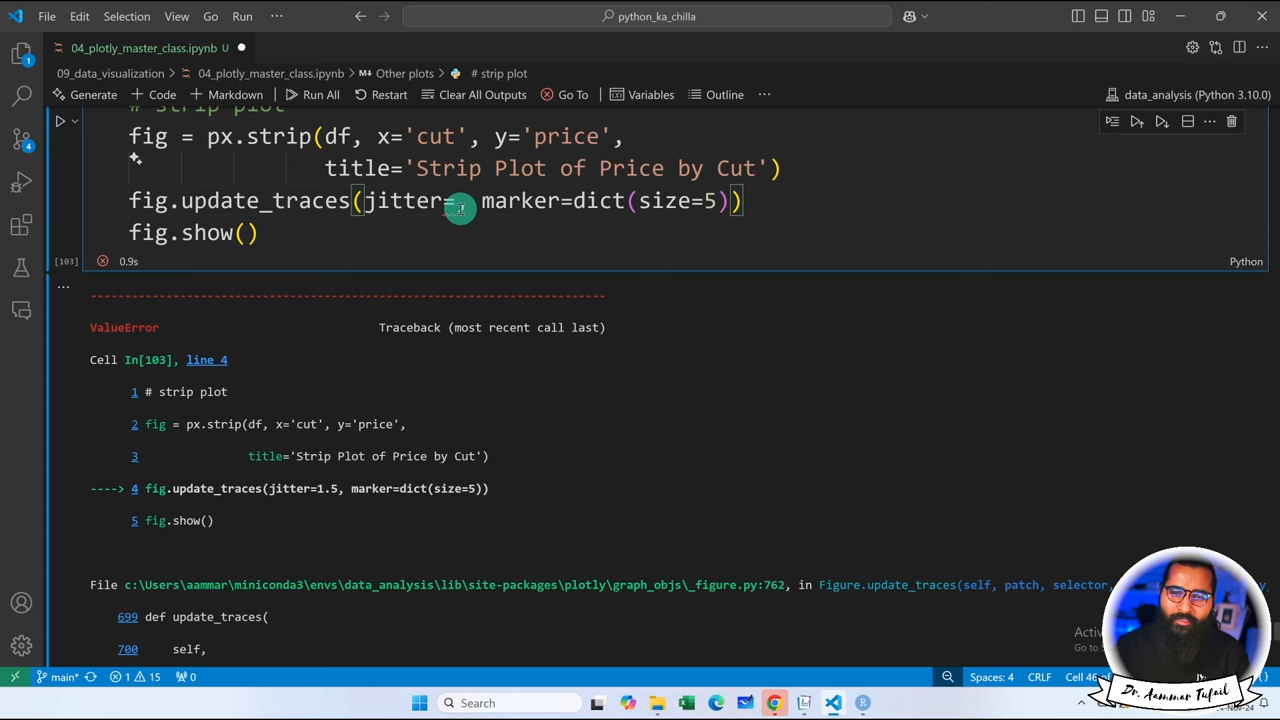 File Edit Selection View Go Run ··· python_ka_chilla
04_plotly_master_class.ipynb U
09_data_visualization > 04_plotly_master_class.ipynb > M↓ Other plots > # strip plot
Generate + Code + Markdown Run All Restart Clear All Outputs Go To Variables Outline ··· data_analysis (Python 3.10.0)
# strip plot
fig = px.strip(df, x='cut', y='price',
title='Strip Plot of Price by Cut')
fig.update_traces(jitter=, marker=dict(size=5))
fig.show()
[103] 0.9s Python
---------------------------------------------------------------------------
ValueError Traceback (most recent call last)
Cell In[103], line 4
1 # strip plot
2 fig = px.strip(df, x='cut', y='price',
3 title='Strip Plot of Price by Cut')
----> 4 fig.update_traces(jitter=1.5, marker=dict(size=5))
5 fig.show()
File c:\Users\aammar\miniconda3\envs\data_analysis\lib\site-packages\plotly\graph_objs\_figure.py:762, in Figure.update_traces(self, patch, selector,
699 def update_traces(
700 self,
Activ
Go to S
main* 1 15 0 Spaces: 4 CRLF Cell 46 of
Dr. Aammar Tufail
Search